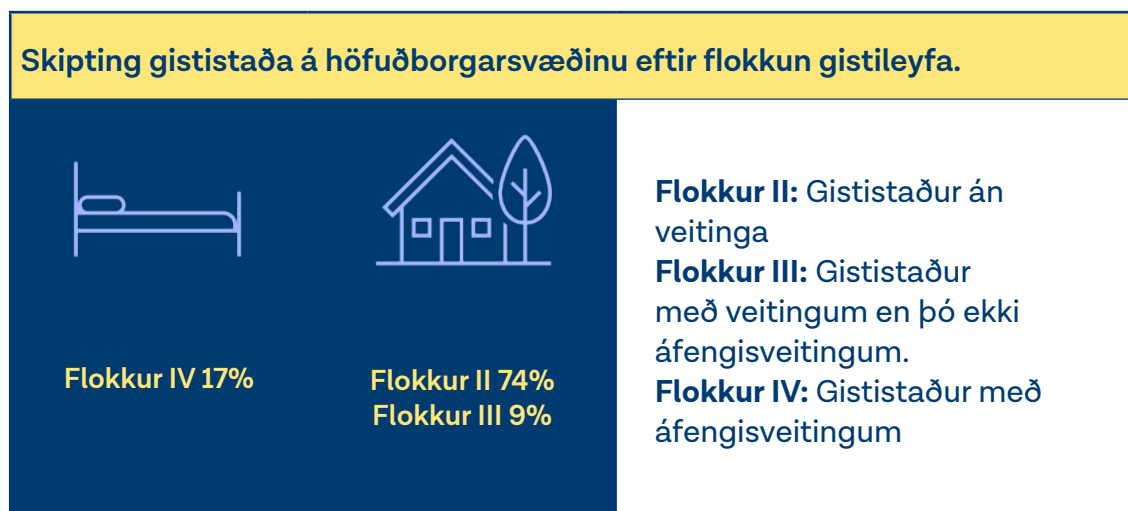 Skipting gististaða á höfuðborgarsvæðinu eftir flokkun gistileyfa.
Flokkur IV 17%
Flokkur II 74%
Flokkur III 9%
Flokkur II: Gististaður án
veitinga
Flokkur III: Gististaður
með veitingum en þó ekki
áfengisveitingum.
Flokkur IV: Gististaður með
áfengisveitingum